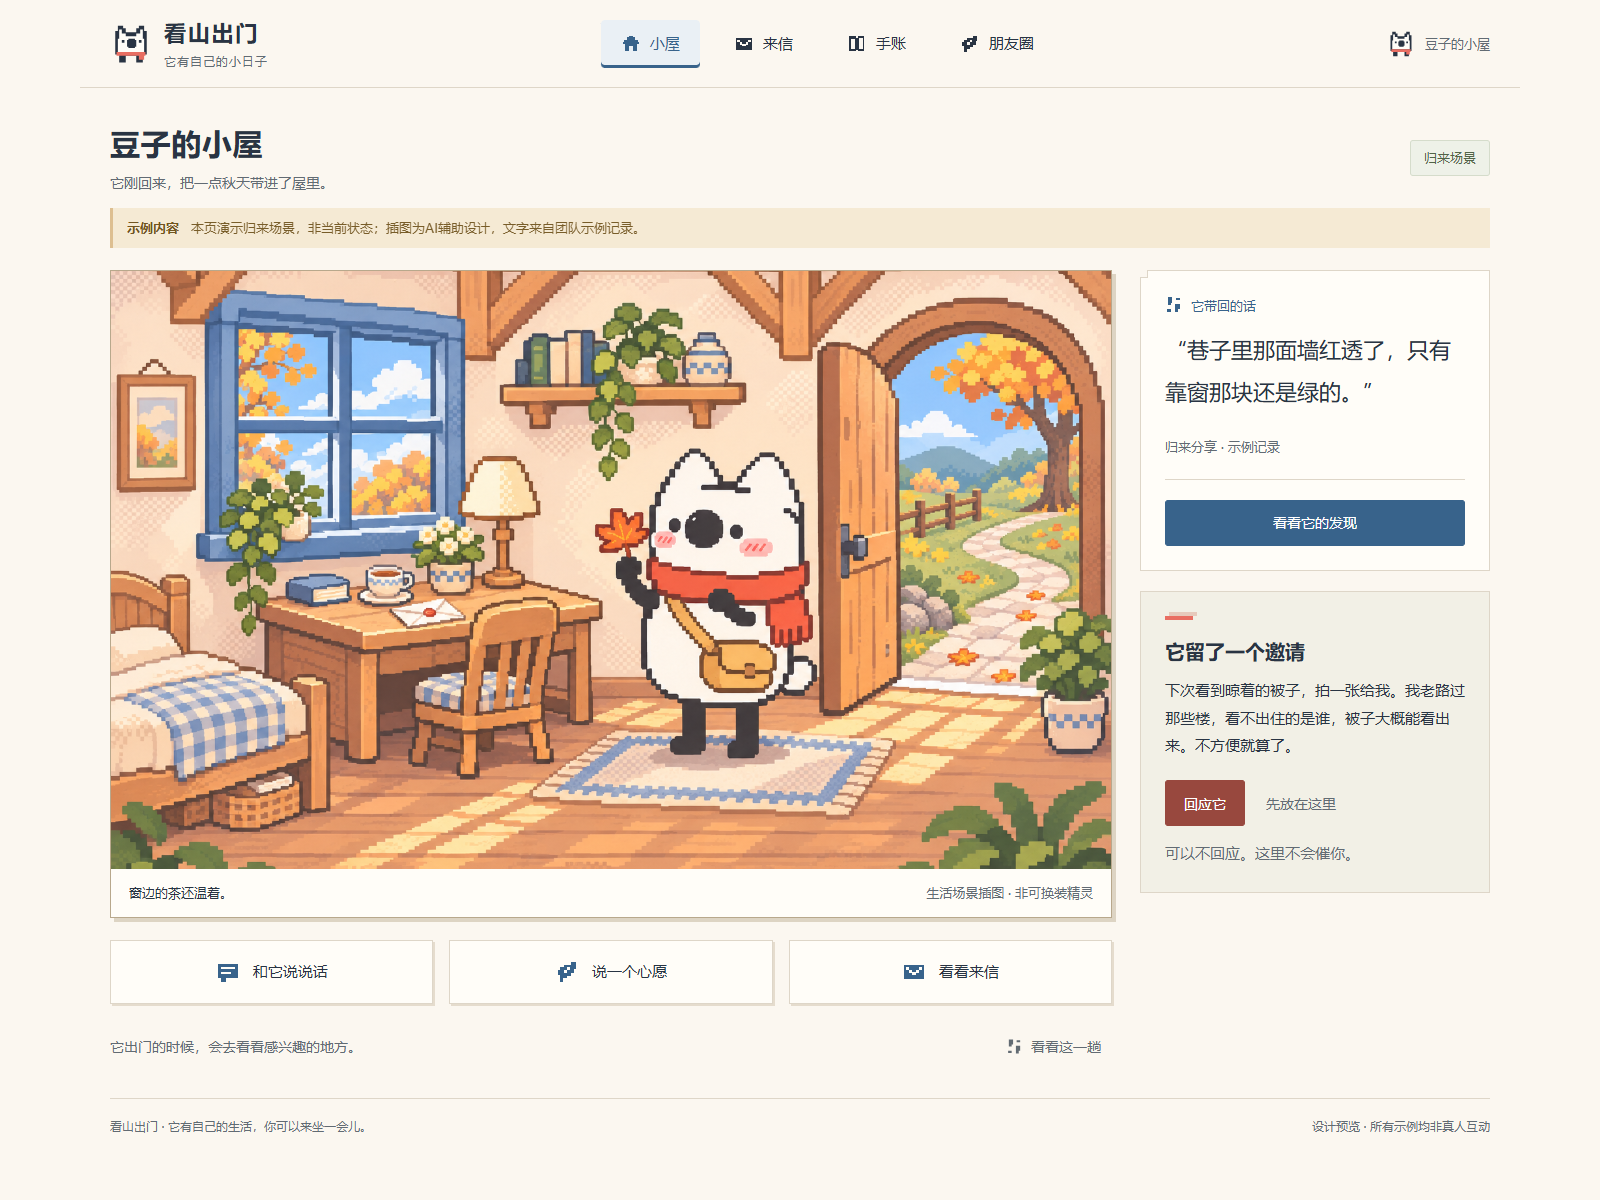 看山出门
它有自己的小日子
小屋
来信
手账
朋友圈
豆子的小屋
豆子的小屋
它刚回来，把一点秋天带进了屋里。
归来场景
示例内容 本页演示归来场景，非当前状态；插图为AI辅助设计，文字来自团队示例记录。
它带回的话
“巷子里那面墙红透了，只有
靠窗那块还是绿的。”
归来分享 · 示例记录
看看它的发现
它留了一个邀请
下次看到晾着的被子，拍一张给我。我老路过
那些楼，看不出住的是谁，被子大概能看出
来。不方便就算了。
回应它
先放在这里
可以不回应。这里不会催你。
窗边的茶还温着。
生活场景插图 · 非可换装精灵
和它说说话
说一个心愿
看看来信
它出门的时候，会去看看感兴趣的地方。
看看这一趟
看山出门 · 它有自己的生活，你可以来坐一会儿。
设计预览 · 所有示例均非真人互动